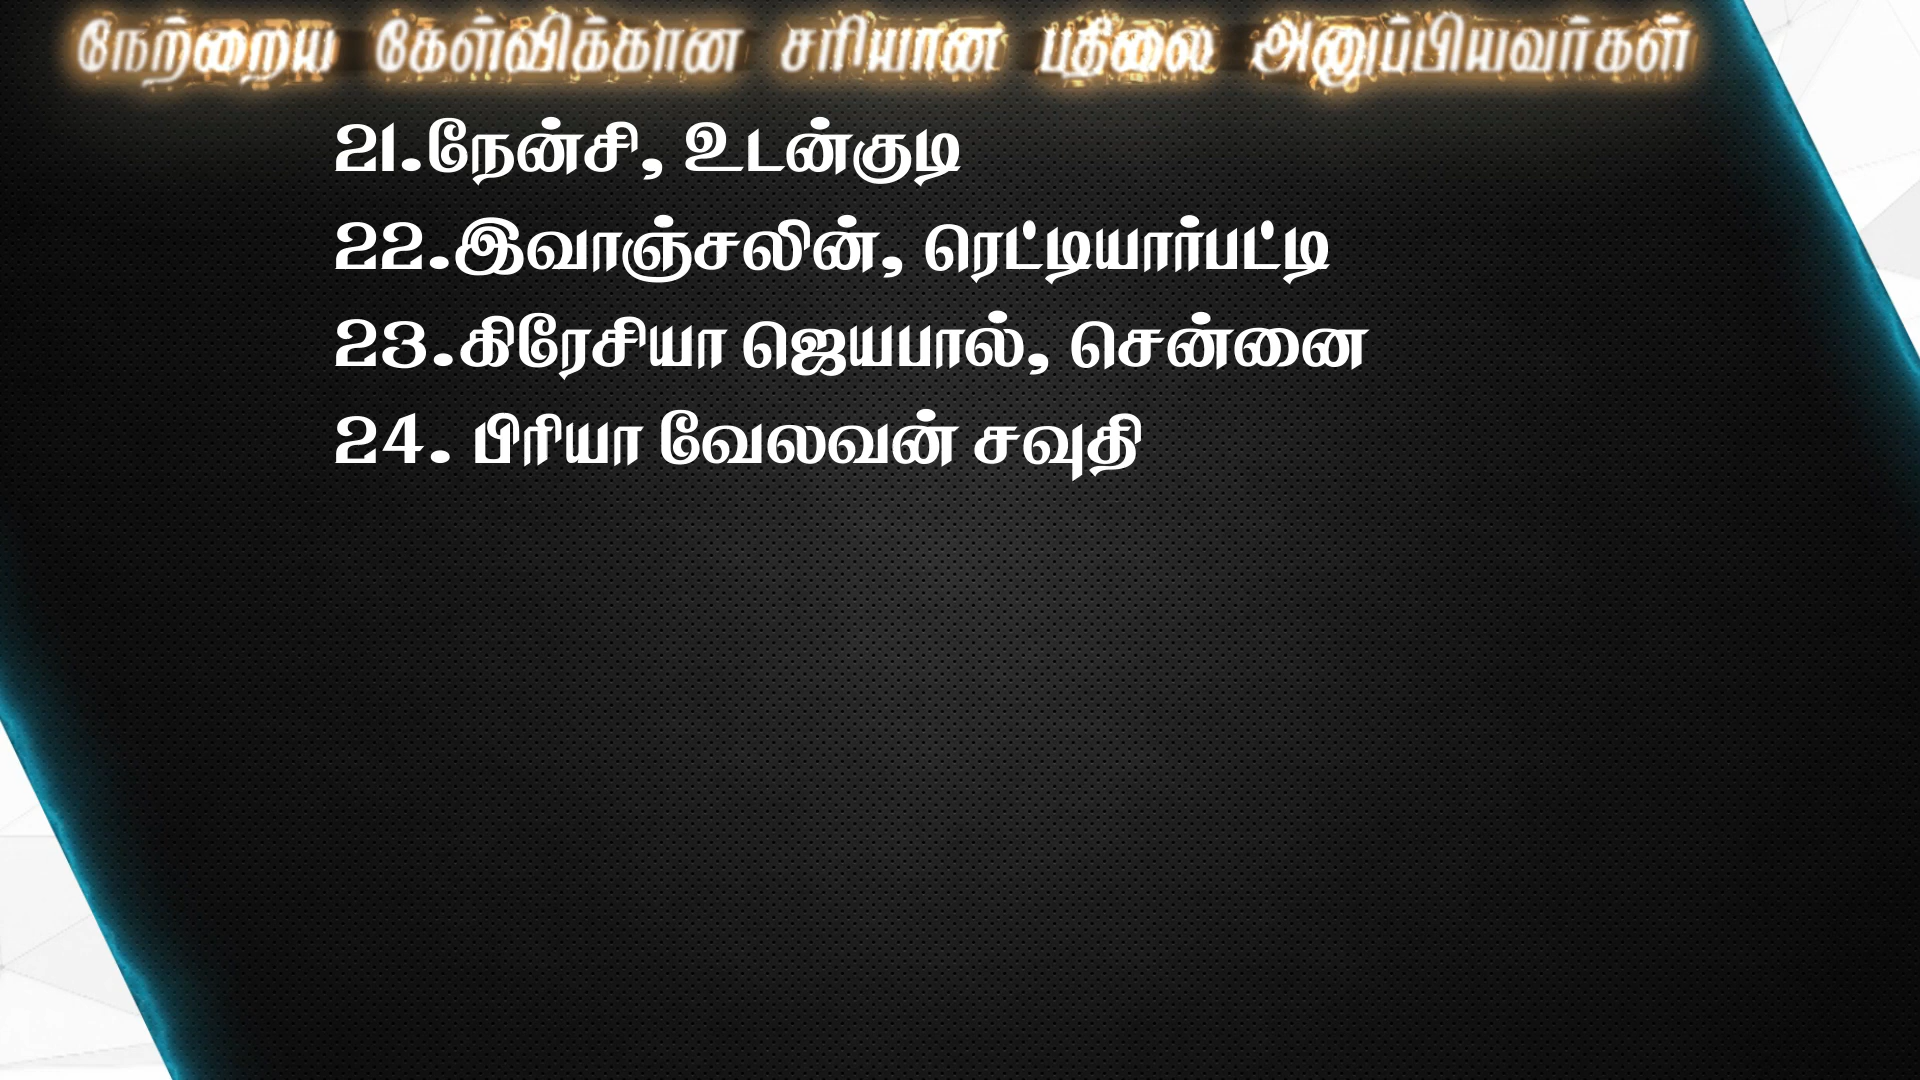 நேற்றைய கேள்விக்கான சரியான பதிலை அனுப்பியவர்கள்
21.நேன்சி, உடன்குடி
22.இவாஞ்சலின், ரெட்டியார்பட்டி
23.கிரேசியா ஜெயபால், சென்னை
24. பிரியா வேலவன் சவுதி